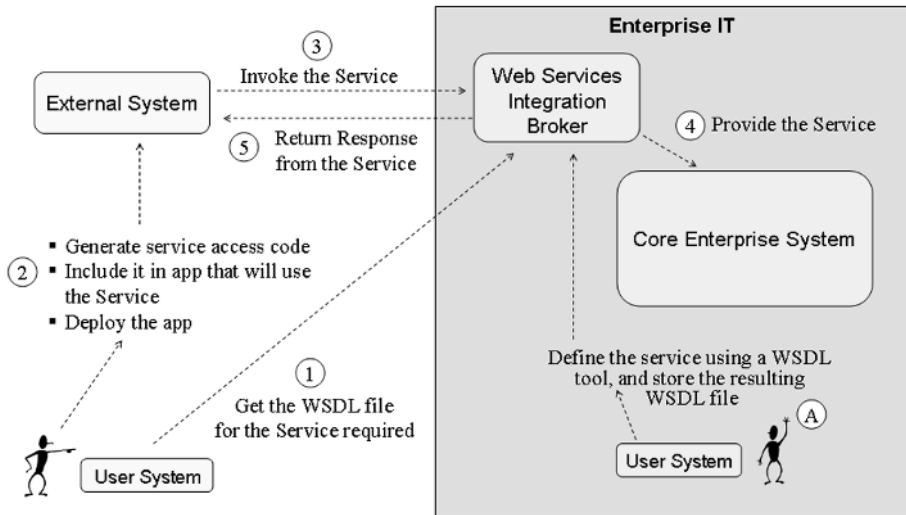 Enterprise IT
3
Invoke the Service
External System
Web Services
Integration
Broker
5
Return Response
from the Service
4
Provide the Service
Core Enterprise System
2
▪ Generate service access code
▪ Include it in app that will use
the Service
▪ Deploy the app
1
Get the WSDL file
for the Service required
Define the service using a WSDL
tool, and store the resulting
WSDL file
A
User System
User System